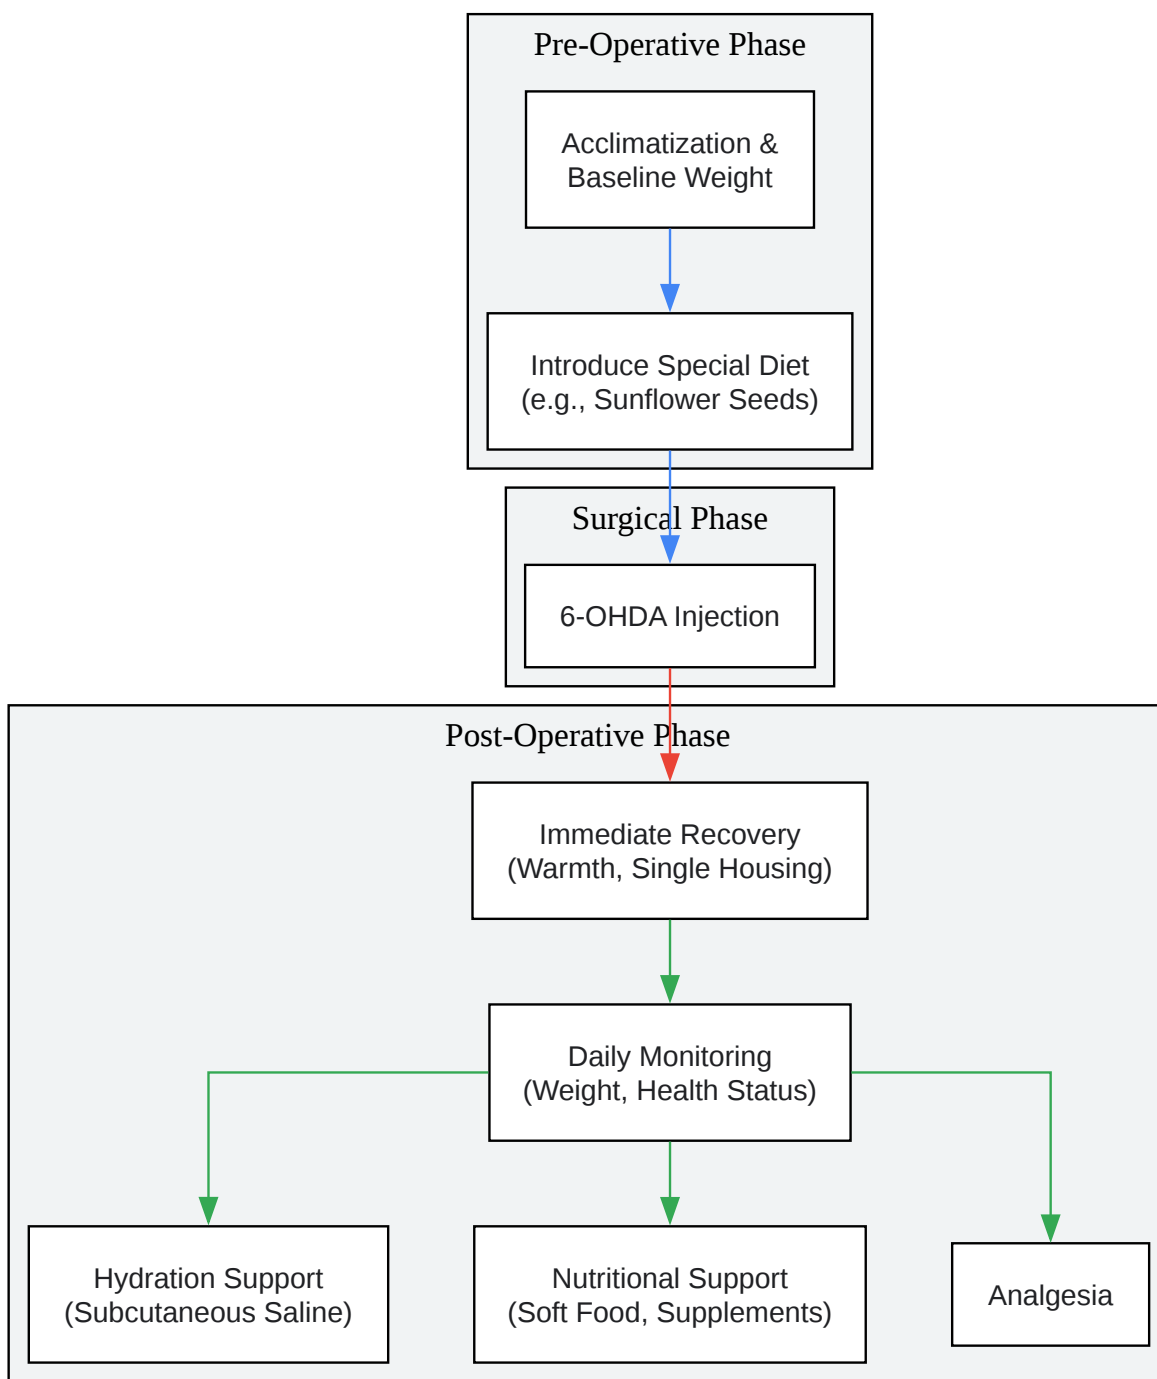 Pre-Operative Phase
Acclimatization &
Baseline Weight
Introduce Special Diet
(e.g., Sunflower Seeds)
Surgical Phase
6-OHDA Injection
Post-Operative Phase
Immediate Recovery
(Warmth, Single Housing)
Daily Monitoring
(Weight, Health Status)
Hydration Support
(Subcutaneous Saline)
Nutritional Support
(Soft Food, Supplements)
Analgesia